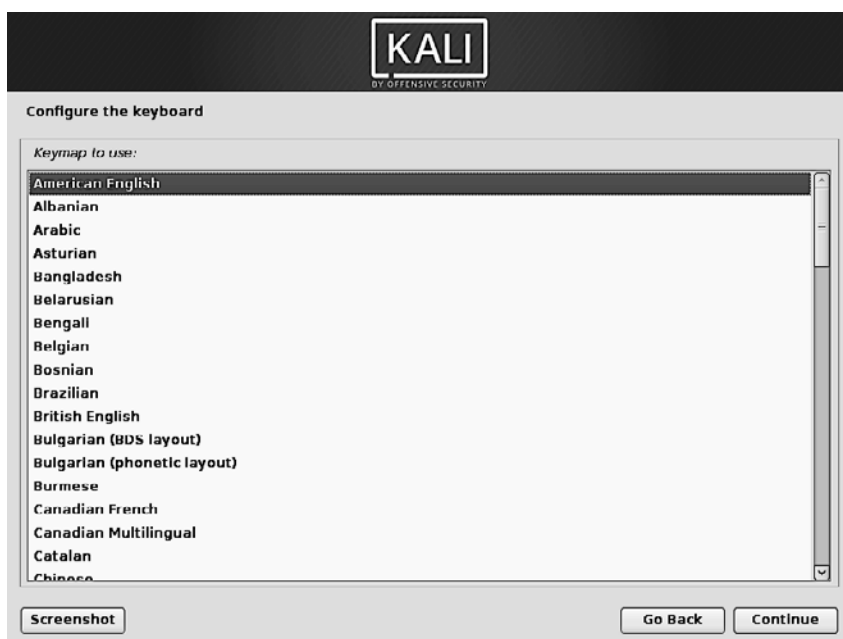 KALI
BY OFFENSIVE SECURITY
Configure the keyboard
Keymap to use:
American English
Albanian
Arabic
Asturian
Bangladesh
Belarusian
Bengali
Belgian
Bosnian
Brazilian
British English
Bulgarian (BDS layout)
Bulgarian (phonetic layout)
Burmese
Canadian French
Canadian Multilingual
Catalan
Chinese
Screenshot
Go Back
Continue